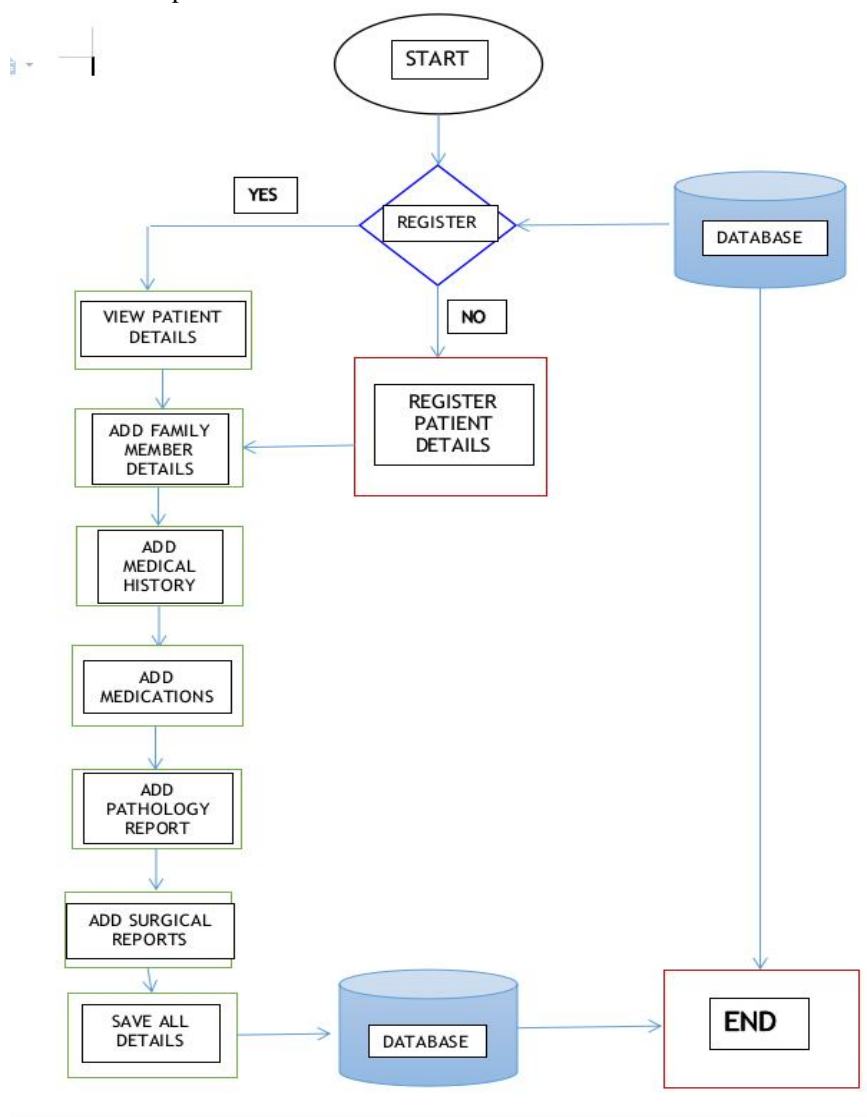 START
YES
REGISTER
DATABASE
VIEW PATIENT
DETAILS
NO
REGISTER
PATIENT
DETAILS
ADD FAMILY
MEMBER
DETAILS
ADD
MEDICAL
HISTORY
ADD
MEDICATIONS
ADD
PATHOLOGY
REPORT
ADD SURGICAL
REPORTS
SAVE ALL
DETAILS
DATABASE
END